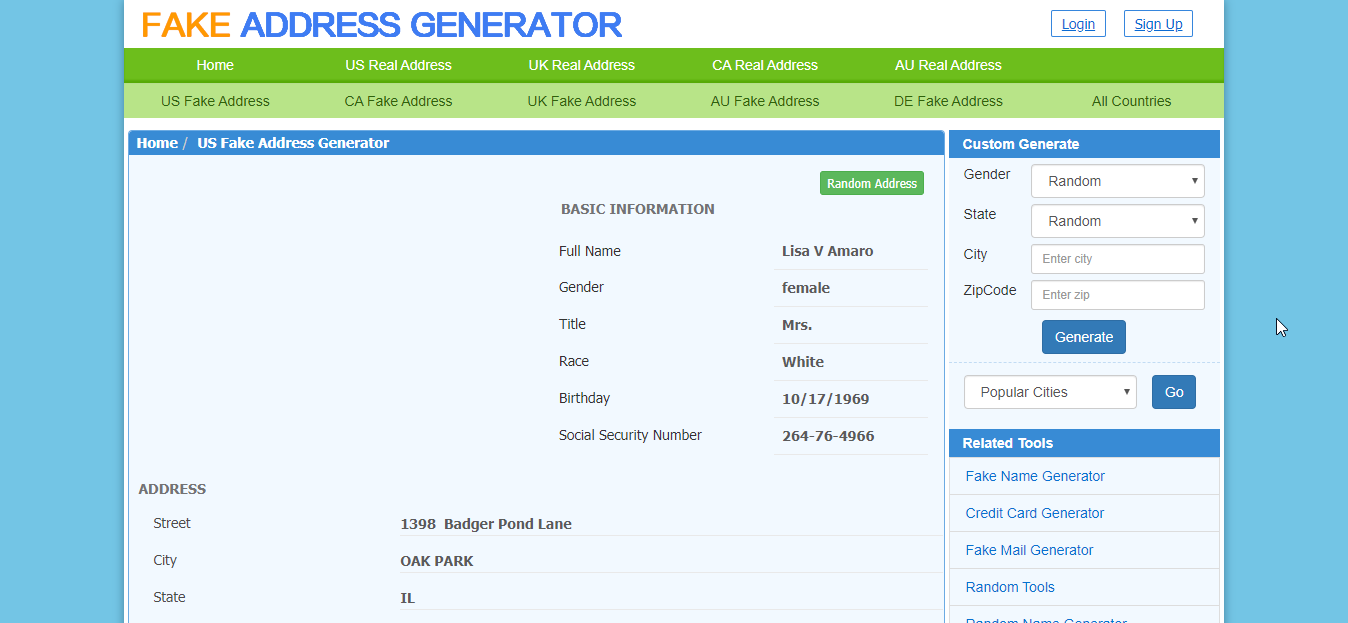 FAKE ADDRESS GENERATOR
Login Sign Up
Home US Real Address UK Real Address CA Real Address AU Real Address
US Fake Address CA Fake Address UK Fake Address AU Fake Address DE Fake Address All Countries
Home / US Fake Address Generator
Random Address
BASIC INFORMATION
Full Name Lisa V Amaro
Gender female
Title Mrs.
Race White
Birthday 10/17/1969
Social Security Number 264-76-4966
ADDRESS
Street 1398 Badger Pond Lane
City OAK PARK
State IL
Custom Generate
Gender Random
State Random
City Enter city
ZipCode Enter zip
Generate
Popular Cities Go
Related Tools
Fake Name Generator
Credit Card Generator
Fake Mail Generator
Random Tools
Random Name Generator